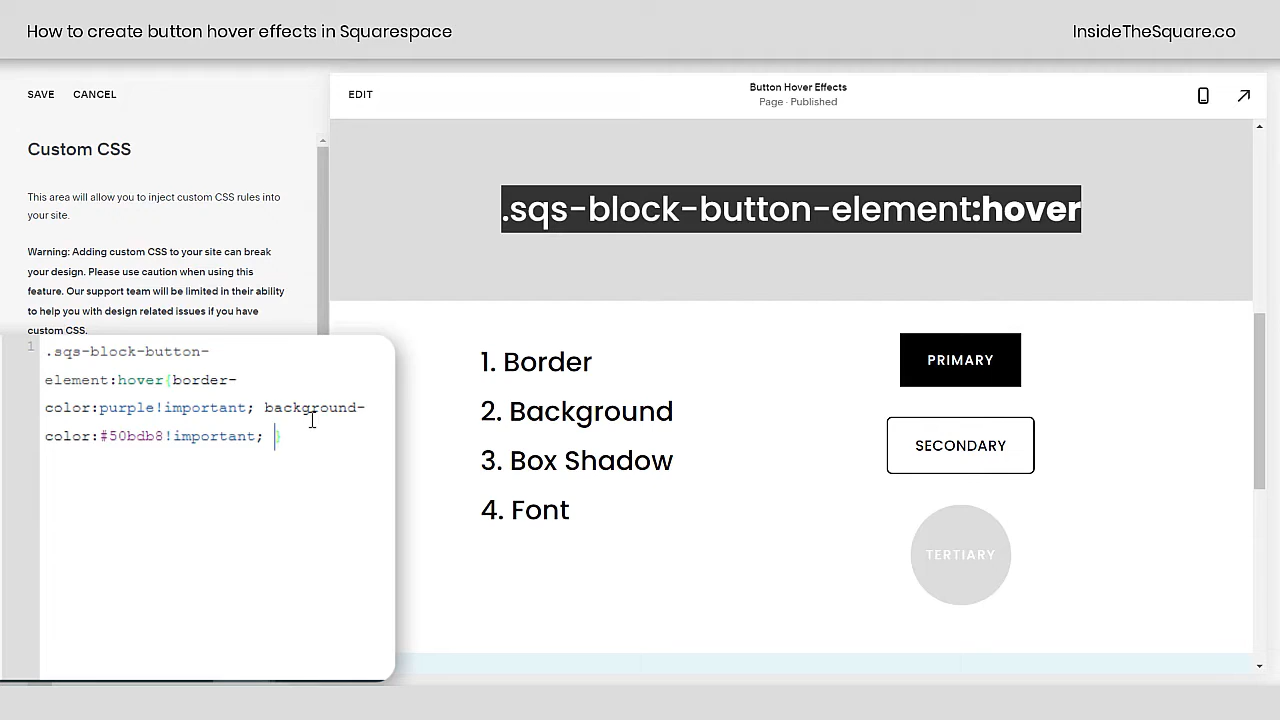 How to create button hover effects in Squarespace
InsideTheSquare.co
SAVE CANCEL
EDIT
Button Hover Effects
Page · Published
Custom CSS
This area will allow you to inject custom CSS rules into
your site.
Warning: Adding custom CSS to your site can break
your design. Please use caution when using this
feature. Our support team will be limited in their ability
to help you with design related issues if you have
custom CSS.
1
.sqs-block-button-
element:hover{border-
color:purple!important; background-
color:#50bdb8!important; }
.sqs-block-button-element:hover
1. Border
2. Background
3. Box Shadow
4. Font
PRIMARY
SECONDARY
TERTIARY